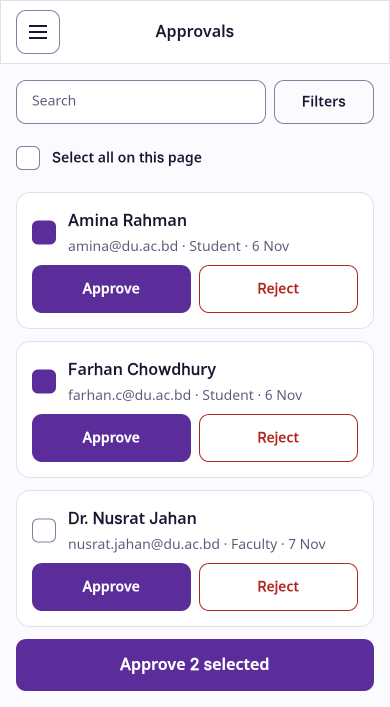 Approvals
Search
Filters
Select all on this page
Amina Rahman
amina@du.ac.bd · Student · 6 Nov
Approve
Reject
Farhan Chowdhury
farhan.c@du.ac.bd · Student · 6 Nov
Approve
Reject
Dr. Nusrat Jahan
nusrat.jahan@du.ac.bd · Faculty · 7 Nov
Approve
Reject
Approve 2 selected